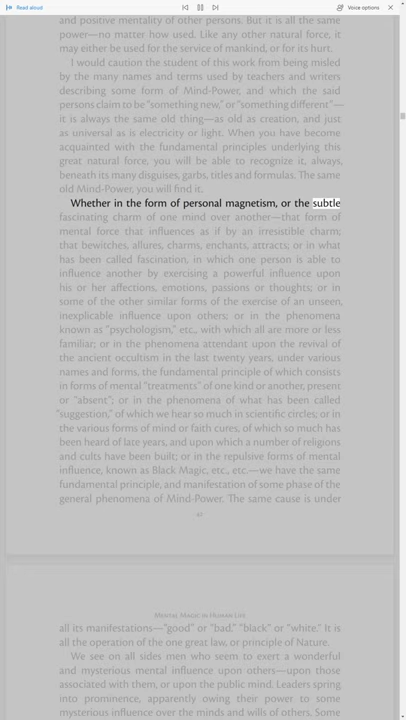 Read aloud
Voice options
and positive mentality of other persons. But it is all the same
power—no matter how used. Like any other natural force, it
may either be used for the service of mankind, or for its hurt.
I would caution the student of this work from being misled
by the many names and terms used by teachers and writers
describing some form of Mind-Power, and which the said
persons claim to be "something new," or "something different"—
it is always the same old thing—as old as creation, and just
as universal as is electricity or light. When you have become
acquainted with the fundamental principles underlying this
great natural force, you will be able to recognize it, always,
beneath its many disguises, garbs, titles and formulas. The same
old Mind-Power, you will find it.
Whether in the form of personal magnetism, or the subtle
fascinating charm of one mind over another—that form of
mental force that influences as if by an irresistible charm;
that bewitches, allures, charms, enchants, attracts; or in what
has been called fascination, in which one person is able to
influence another by exercising a powerful influence upon
his or her affections, emotions, passions or thoughts; or in
some of the other similar forms of the exercise of an unseen,
inexplicable influence upon others; or in the phenomena
known as "psychologism," etc., with which all are more or less
familiar; or in the phenomena attendant upon the revival of
the ancient occultism in the last twenty years, under various
names and forms, the fundamental principle of which consists
in forms of mental "treatments" of one kind or another, present
or "absent"; or in the phenomena of what has been called
"suggestion," of which we hear so much in scientific circles; or in
the various forms of mind or faith cures, of which so much has
been heard of late years, and upon which a number of religions
and cults have been built; or in the repulsive forms of mental
influence, known as Black Magic, etc., etc.—we have the same
fundamental principle, and manifestation of some phase of the
general phenomena of Mind-Power. The same cause is under
Mental Magic in Human Life
all its manifestations—"good" or "bad," "black" or "white." It is
all the operation of the one great law, or principle of Nature.
We see on all sides men who seem to exert a wonderful
and mysterious mental influence upon others—upon those
associated with them, or upon the public mind. Leaders spring
into prominence, apparently owing their power to some
mysterious influence over the minds and wills of others. Some